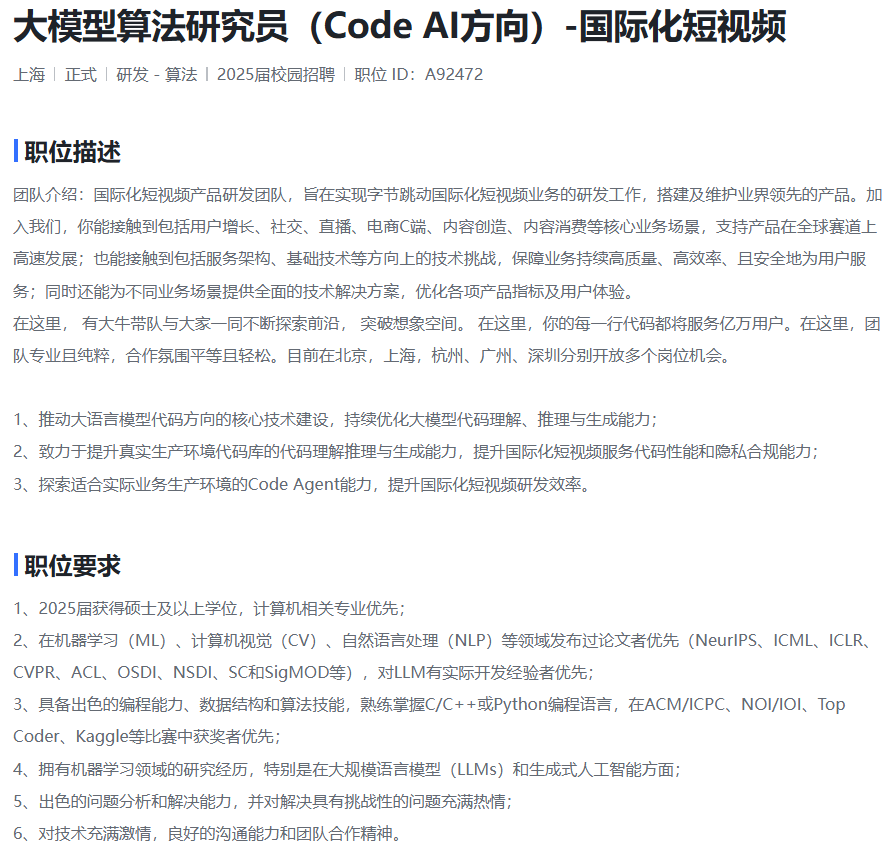 大模型算法研究员（Code AI方向）-国际化短视频
上海 | 正式 | 研发 - 算法 | 2025届校园招聘 | 职位 ID：A92472
职位描述
团队介绍：国际化短视频产品研发团队，旨在实现字节跳动国际化短视频业务的研发工作，搭建及维护业界领先的产品。加
入我们，你能接触到包括用户增长、社交、直播、电商C端、内容创造、内容消费等核心业务场景，支持产品在全球赛道上
高速发展；也能接触到包括服务架构、基础技术等方向上的技术挑战，保障业务持续高质量、高效率、且安全地为用户服
务；同时还能为不同业务场景提供全面的技术解决方案，优化各项产品指标及用户体验。
在这里， 有大牛带队与大家一同不断探索前沿， 突破想象空间。 在这里，你的每一行代码都将服务亿万用户。在这里，团
队专业且纯粹，合作氛围平等且轻松。目前在北京，上海，杭州、广州、深圳分别开放多个岗位机会。
1、推动大语言模型代码方向的核心技术建设，持续优化大模型代码理解、推理与生成能力；
2、致力于提升真实生产环境代码库的代码理解推理与生成能力，提升国际化短视频服务代码性能和隐私合规能力；
3、探索适合实际业务生产环境的Code Agent能力，提升国际化短视频研发效率。
职位要求
1、2025届获得硕士及以上学位，计算机相关专业优先；
2、在机器学习（ML）、计算机视觉（CV）、自然语言处理（NLP）等领域发布过论文者优先（NeurIPS、ICML、ICLR、
CVPR、ACL、OSDI、NSDI、SC和SigMOD等），对LLM有实际开发经验者优先；
3、具备出色的编程能力、数据结构和算法技能，熟练掌握C/C++或Python编程语言，在ACM/ICPC、NOI/IOI、Top
Coder、Kaggle等比赛中获奖者优先；
4、拥有机器学习领域的研究经历，特别是在大规模语言模型（LLMs）和生成式人工智能方面；
5、出色的问题分析和解决能力，并对解决具有挑战性的问题充满热情；
6、对技术充满激情，良好的沟通能力和团队合作精神。